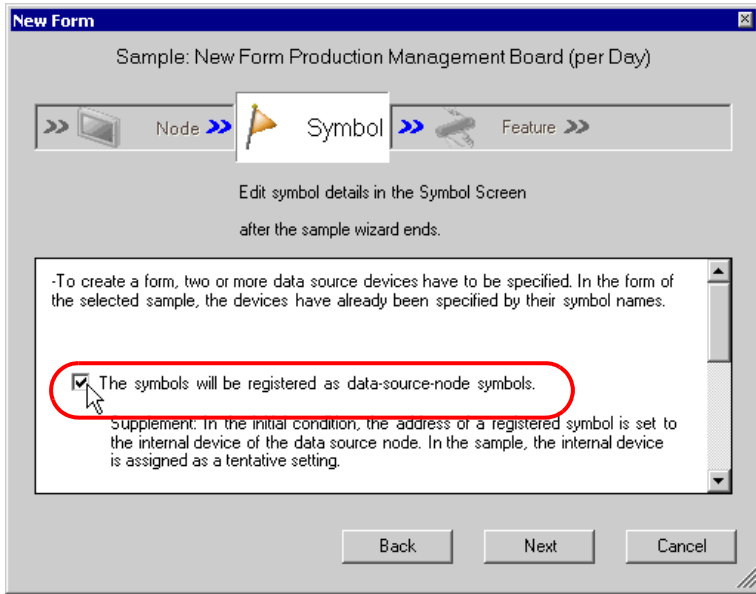 New Form
Sample: New Form Production Management Board (per Day)
Node
Symbol
Feature
Edit symbol details in the Symbol Screen
after the sample wizard ends.
-To create a form, two or more data source devices have to be specified. In the form of
the selected sample, the devices have already been specified by their symbol names.
The symbols will be registered as data-source-node symbols.
Supplement: In the initial condition, the address of a registered symbol is set to
the internal device of the data source node. In the sample, the internal device
is assigned as a tentative setting.
Back
Next
Cancel